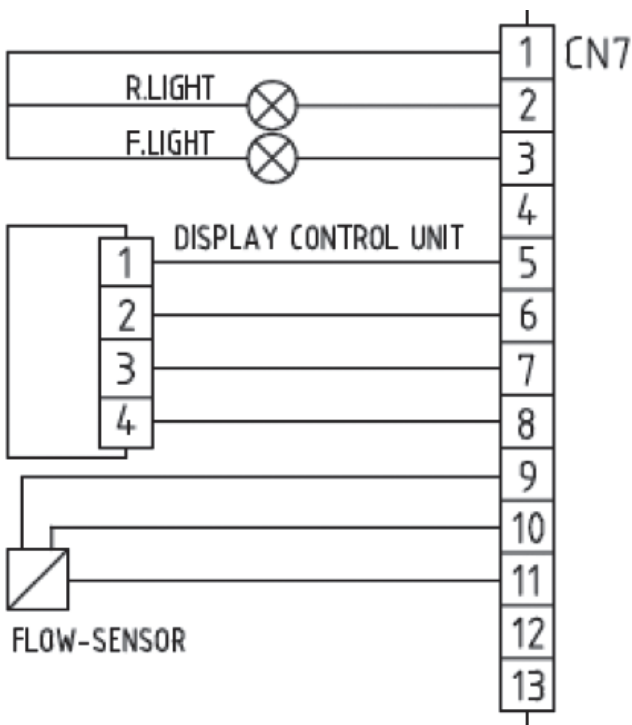 1 CN7
R.LIGHT
2
F.LIGHT
3
4
DISPLAY CONTROL UNIT
1 5
2 6
3 7
4 8
9
10
11
12
FLOW-SENSOR
13